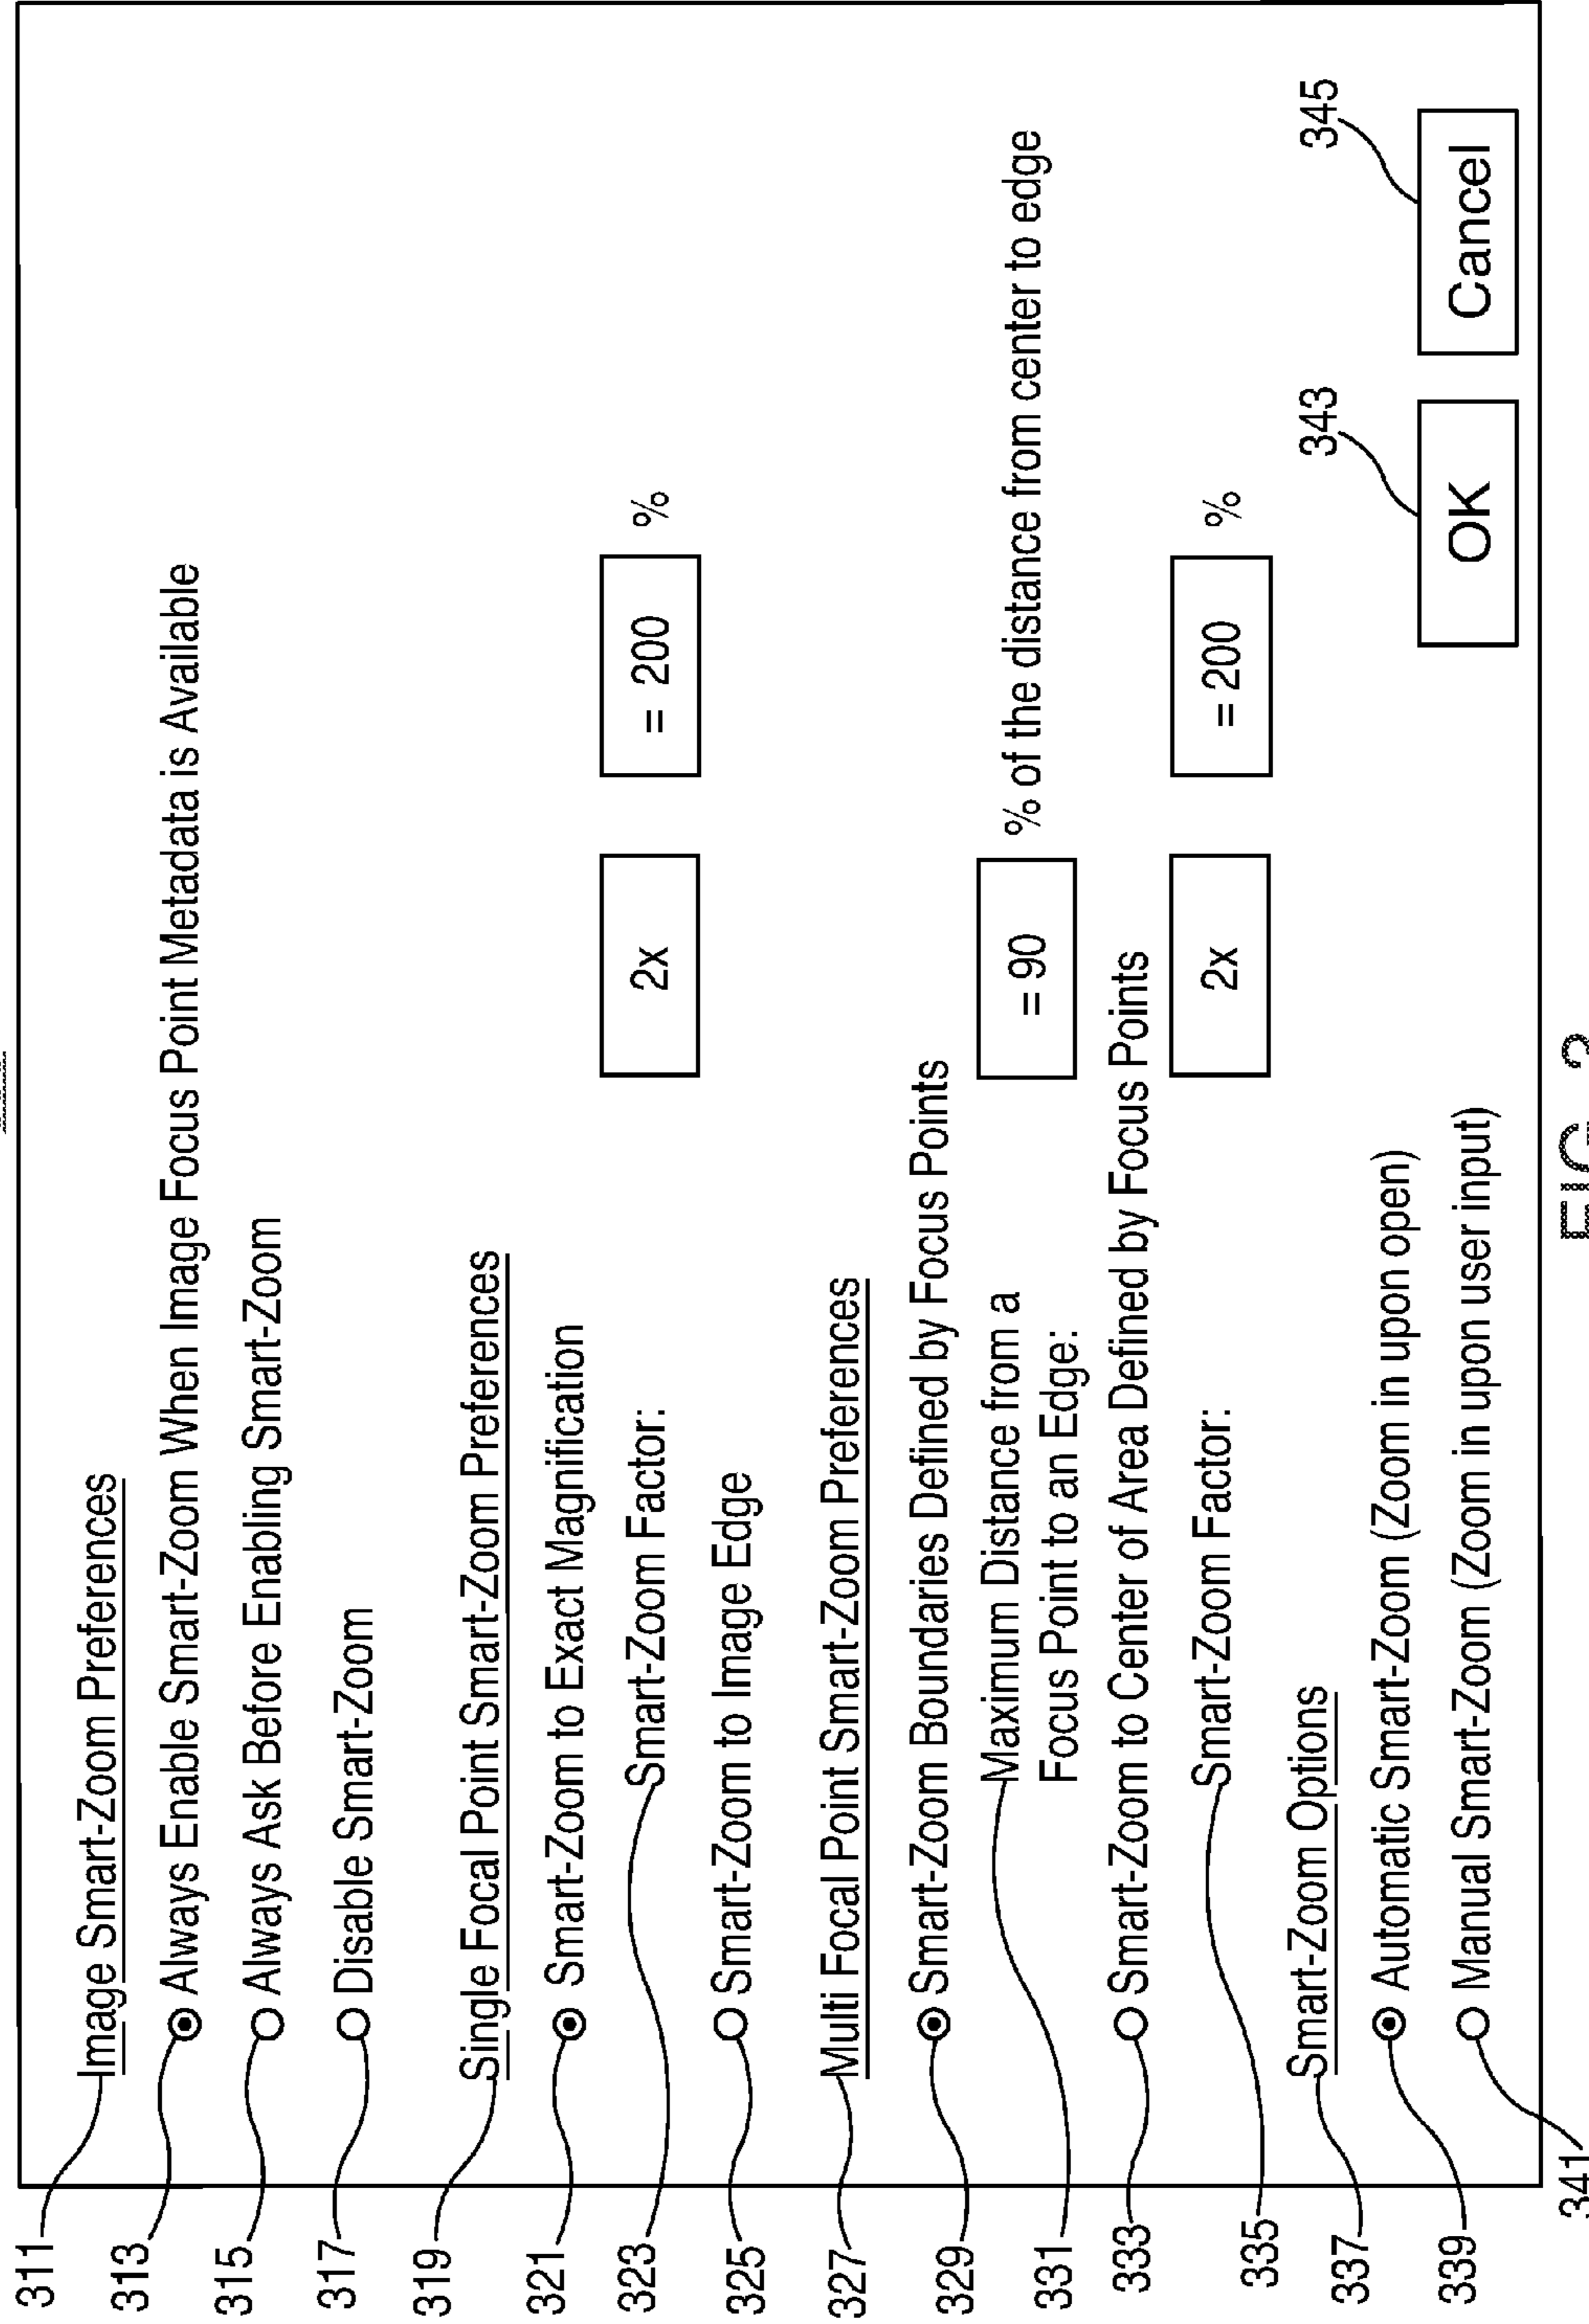 311 Image Smart-Zoom Preferences
313 Always Enable Smart-Zoom When Image Focus Point Metadata is Available
315 Always Ask Before Enabling Smart-Zoom
317 Disable Smart-Zoom
319 Single Focal Point Smart-Zoom Preferences
321 Smart-Zoom to Exact Magnification
323 Smart-Zoom Factor: 2x = 200 %
325 Smart-Zoom to Image Edge
327 Multi Focal Point Smart-Zoom Preferences
329 Smart-Zoom Boundaries Defined by Focus Points
331 Maximum Distance from a
Focus Point to an Edge: = 90 % of the distance from center to edge
333 Smart-Zoom to Center of Area Defined by Focus Points
335 Smart-Zoom Factor: 2x = 200 %
337 Smart-Zoom Options
339 Automatic Smart-Zoom (Zoom in upon open)
341 Manual Smart-Zoom (Zoom in upon user input)
343 345
OK Cancel